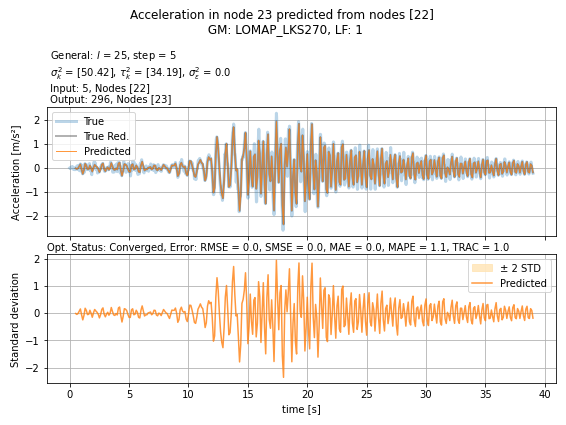 Acceleration in node 23 predicted from nodes [22]
GM: LOMAP_LKS270, LF: 1
General: l = 25, step = 5
σ²ₖ = [50.42], τ²ₖ = [34.19], σ²ε = 0.0
Input: 5, Nodes [22]
Output: 296, Nodes [23]
Acceleration [m/s²]
2
1
0
−1
−2
True
True Red.
Predicted
Opt. Status: Converged, Error: RMSE = 0.0, SMSE = 0.0, MAE = 0.0, MAPE = 1.1, TRAC = 1.0
Standard deviation
2
1
0
−1
−2
± 2 STD
Predicted
0 5 10 15 20 25 30 35 40
time [s]